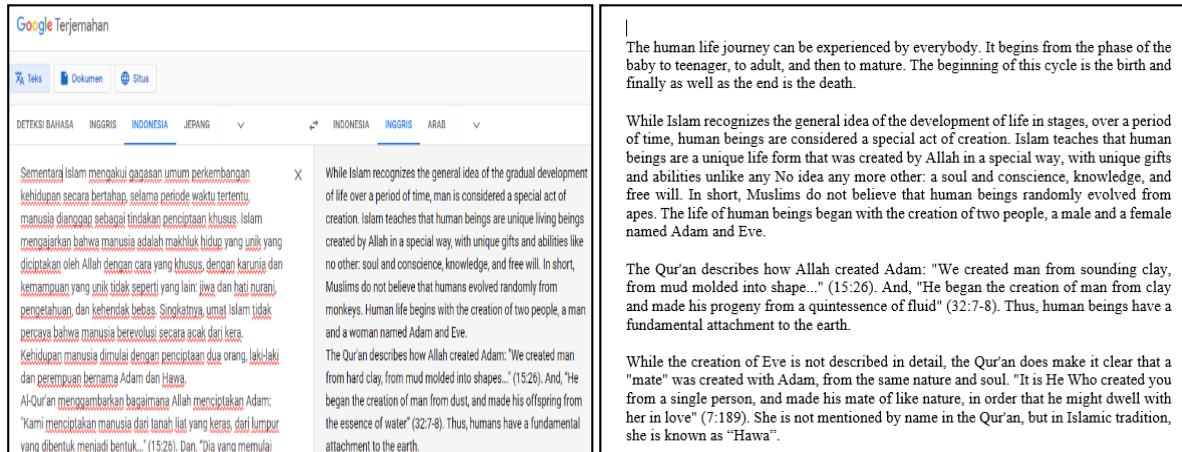 Google Terjemahan
Teks
Dokumen
Situs
DETEKSI BAHASA INGGRIS INDONESIA JEPANG
INDONESIA INGGRIS ARAB
Sementara Islam mengakui gagasan umum perkembangan
kehidupan secara bertahap, selama periode waktu tertentu,
manusia dianggap sebagai tindakan penciptaan khusus. Islam
mengajarkan bahwa manusia adalah makhluk hidup yang unik yang
diciptakan oleh Allah dengan cara yang khusus, dengan karunia dan
kemampuan yang unik tidak seperti yang lain: jiwa dan hati nurani,
pengetahuan, dan kehendak bebas. Singkatnya, umat Islam tidak
percaya bahwa manusia berevolusi secara acak dari kera.
Kehidupan manusia dimulai dengan penciptaan dua orang, laki-laki
dan perempuan bernama Adam dan Hawa.
Al-Qur'an menggambarkan bagaimana Allah menciptakan Adam:
"Kami menciptakan manusia dari tanah liat yang keras, dari lumpur
yang dibentuk menjadi bentuk..." (15:26). Dan, "Dia yang memulai
X
While Islam recognizes the general idea of the gradual development
of life over a period of time, man is considered a special act of
creation. Islam teaches that human beings are unique living beings
created by Allah in a special way, with unique gifts and abilities like
no other: soul and conscience, knowledge, and free will. In short,
Muslims do not believe that humans evolved randomly from
monkeys. Human life begins with the creation of two people, a man
and a woman named Adam and Eve.
The Qur'an describes how Allah created Adam: "We created man
from hard clay, from mud molded into shapes..." (15:26). And, "He
began the creation of man from dust, and made his offspring from
the essence of water" (32:7-8). Thus, humans have a fundamental
attachment to the earth.
The human life journey can be experienced by everybody. It begins from the phase of the
baby to teenager, to adult, and then to mature. The beginning of this cycle is the birth and
finally as well as the end is the death.
While Islam recognizes the general idea of the development of life in stages, over a period
of time, human beings are considered a special act of creation. Islam teaches that human
beings are a unique life form that was created by Allah in a special way, with unique gifts
and abilities unlike any No idea any more other: a soul and conscience, knowledge, and
free will. In short, Muslims do not believe that human beings randomly evolved from
apes. The life of human beings began with the creation of two people, a male and a female
named Adam and Eve.
The Qur'an describes how Allah created Adam: "We created man from sounding clay,
from mud molded into shape..." (15:26). And, "He began the creation of man from clay
and made his progeny from a quintessence of fluid" (32:7-8). Thus, human beings have a
fundamental attachment to the earth.
While the creation of Eve is not described in detail, the Qur'an does make it clear that a
"mate" was created with Adam, from the same nature and soul. "It is He Who created you
from a single person, and made his mate of like nature, in order that he might dwell with
her in love" (7:189). She is not mentioned by name in the Qur'an, but in Islamic tradition,
she is known as “Hawa”.